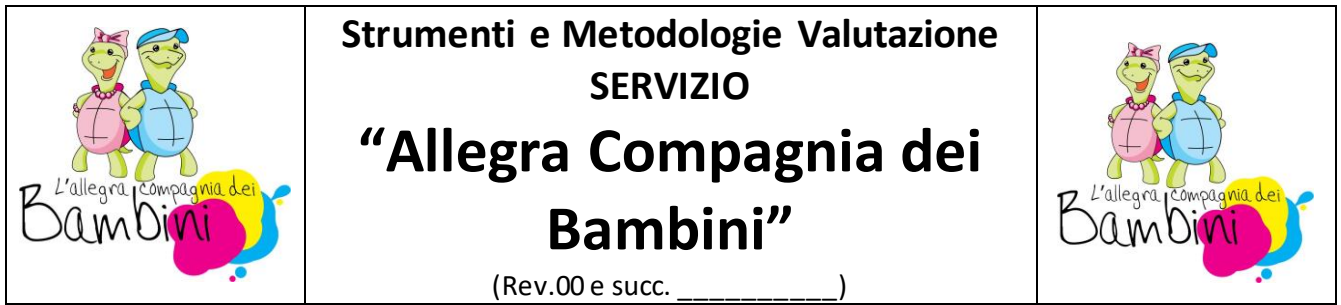 L'allegra compagnia dei
Bambini
Strumenti e Metodologie Valutazione
SERVIZIO
“Allegra Compagnia dei
Bambini”
(Rev.00 e succ. __________)
L'allegra compagnia dei
Bambini